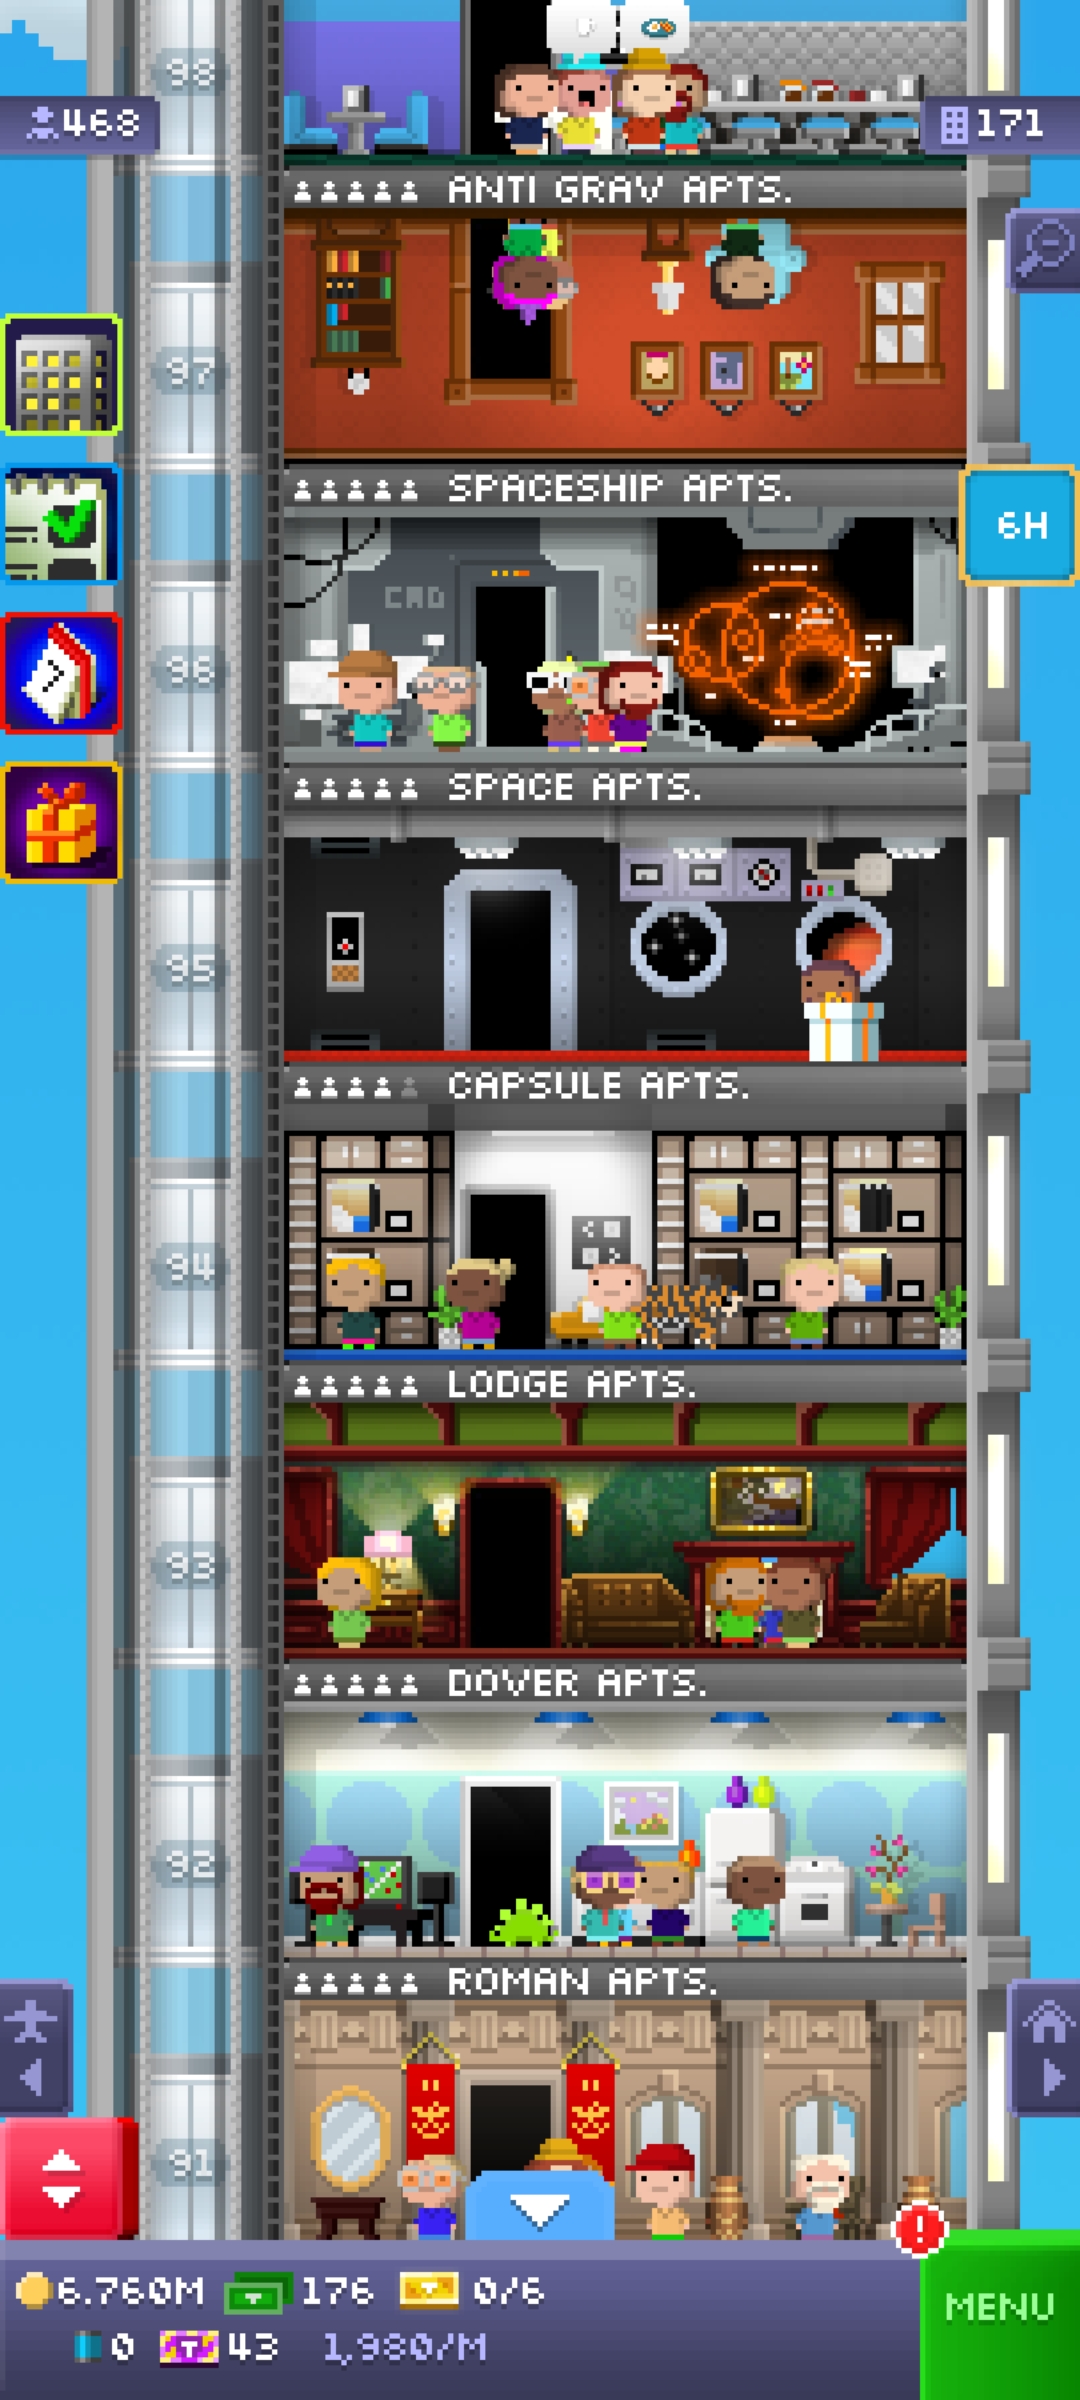 98
468
171
ANTI GRAV APTS.
97
SPACESHIP APTS.
6H
CAD
96
SPACE APTS.
95
CAPSULE APTS.
94
LODGE APTS.
93
DOVER APTS.
92
ROMAN APTS.
91
!
6.760M 176 0/6
MENU
0 T 43 1,980/M